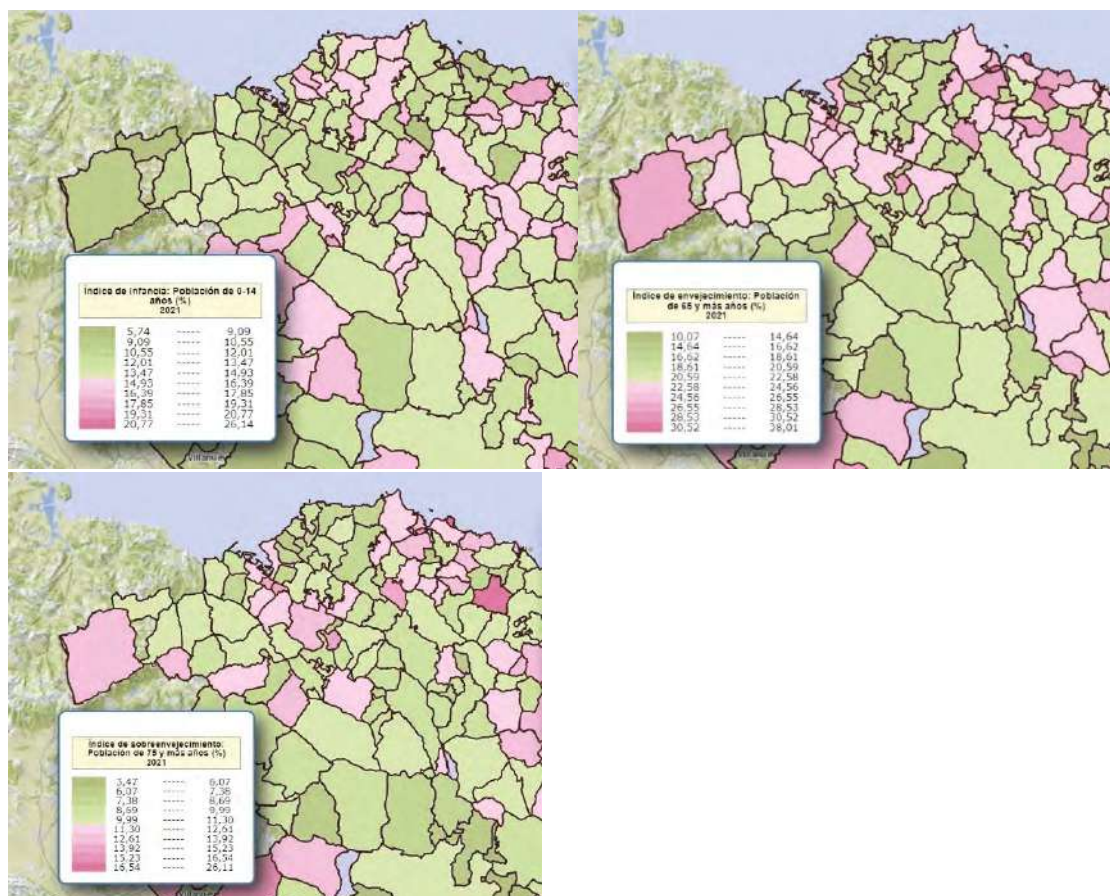 Índice de infancia: Población de 0-14
años (%)
2021
5,74 ----- 9,09
9,09 ----- 10,55
10,55 ----- 12,01
12,01 ----- 13,47
13,47 ----- 14,93
14,93 ----- 16,39
16,39 ----- 17,85
17,85 ----- 19,31
19,31 ----- 20,77
20,77 ----- 26,14
Índice de envejecimiento: Población
de 65 y más años (%)
2021
10,07 ----- 14,64
14,64 ----- 16,62
16,62 ----- 18,61
18,61 ----- 20,59
20,59 ----- 22,58
22,58 ----- 24,56
24,56 ----- 26,55
26,55 ----- 28,53
28,53 ----- 30,52
30,52 ----- 38,01
Índice de sobreenvejecimiento:
Población de 75 y más años (%)
2021
3,47 ----- 6,07
6,07 ----- 7,38
7,38 ----- 8,69
8,69 ----- 9,99
9,99 ----- 11,30
11,30 ----- 12,61
12,61 ----- 13,92
13,92 ----- 15,23
15,23 ----- 16,54
16,54 ----- 26,11